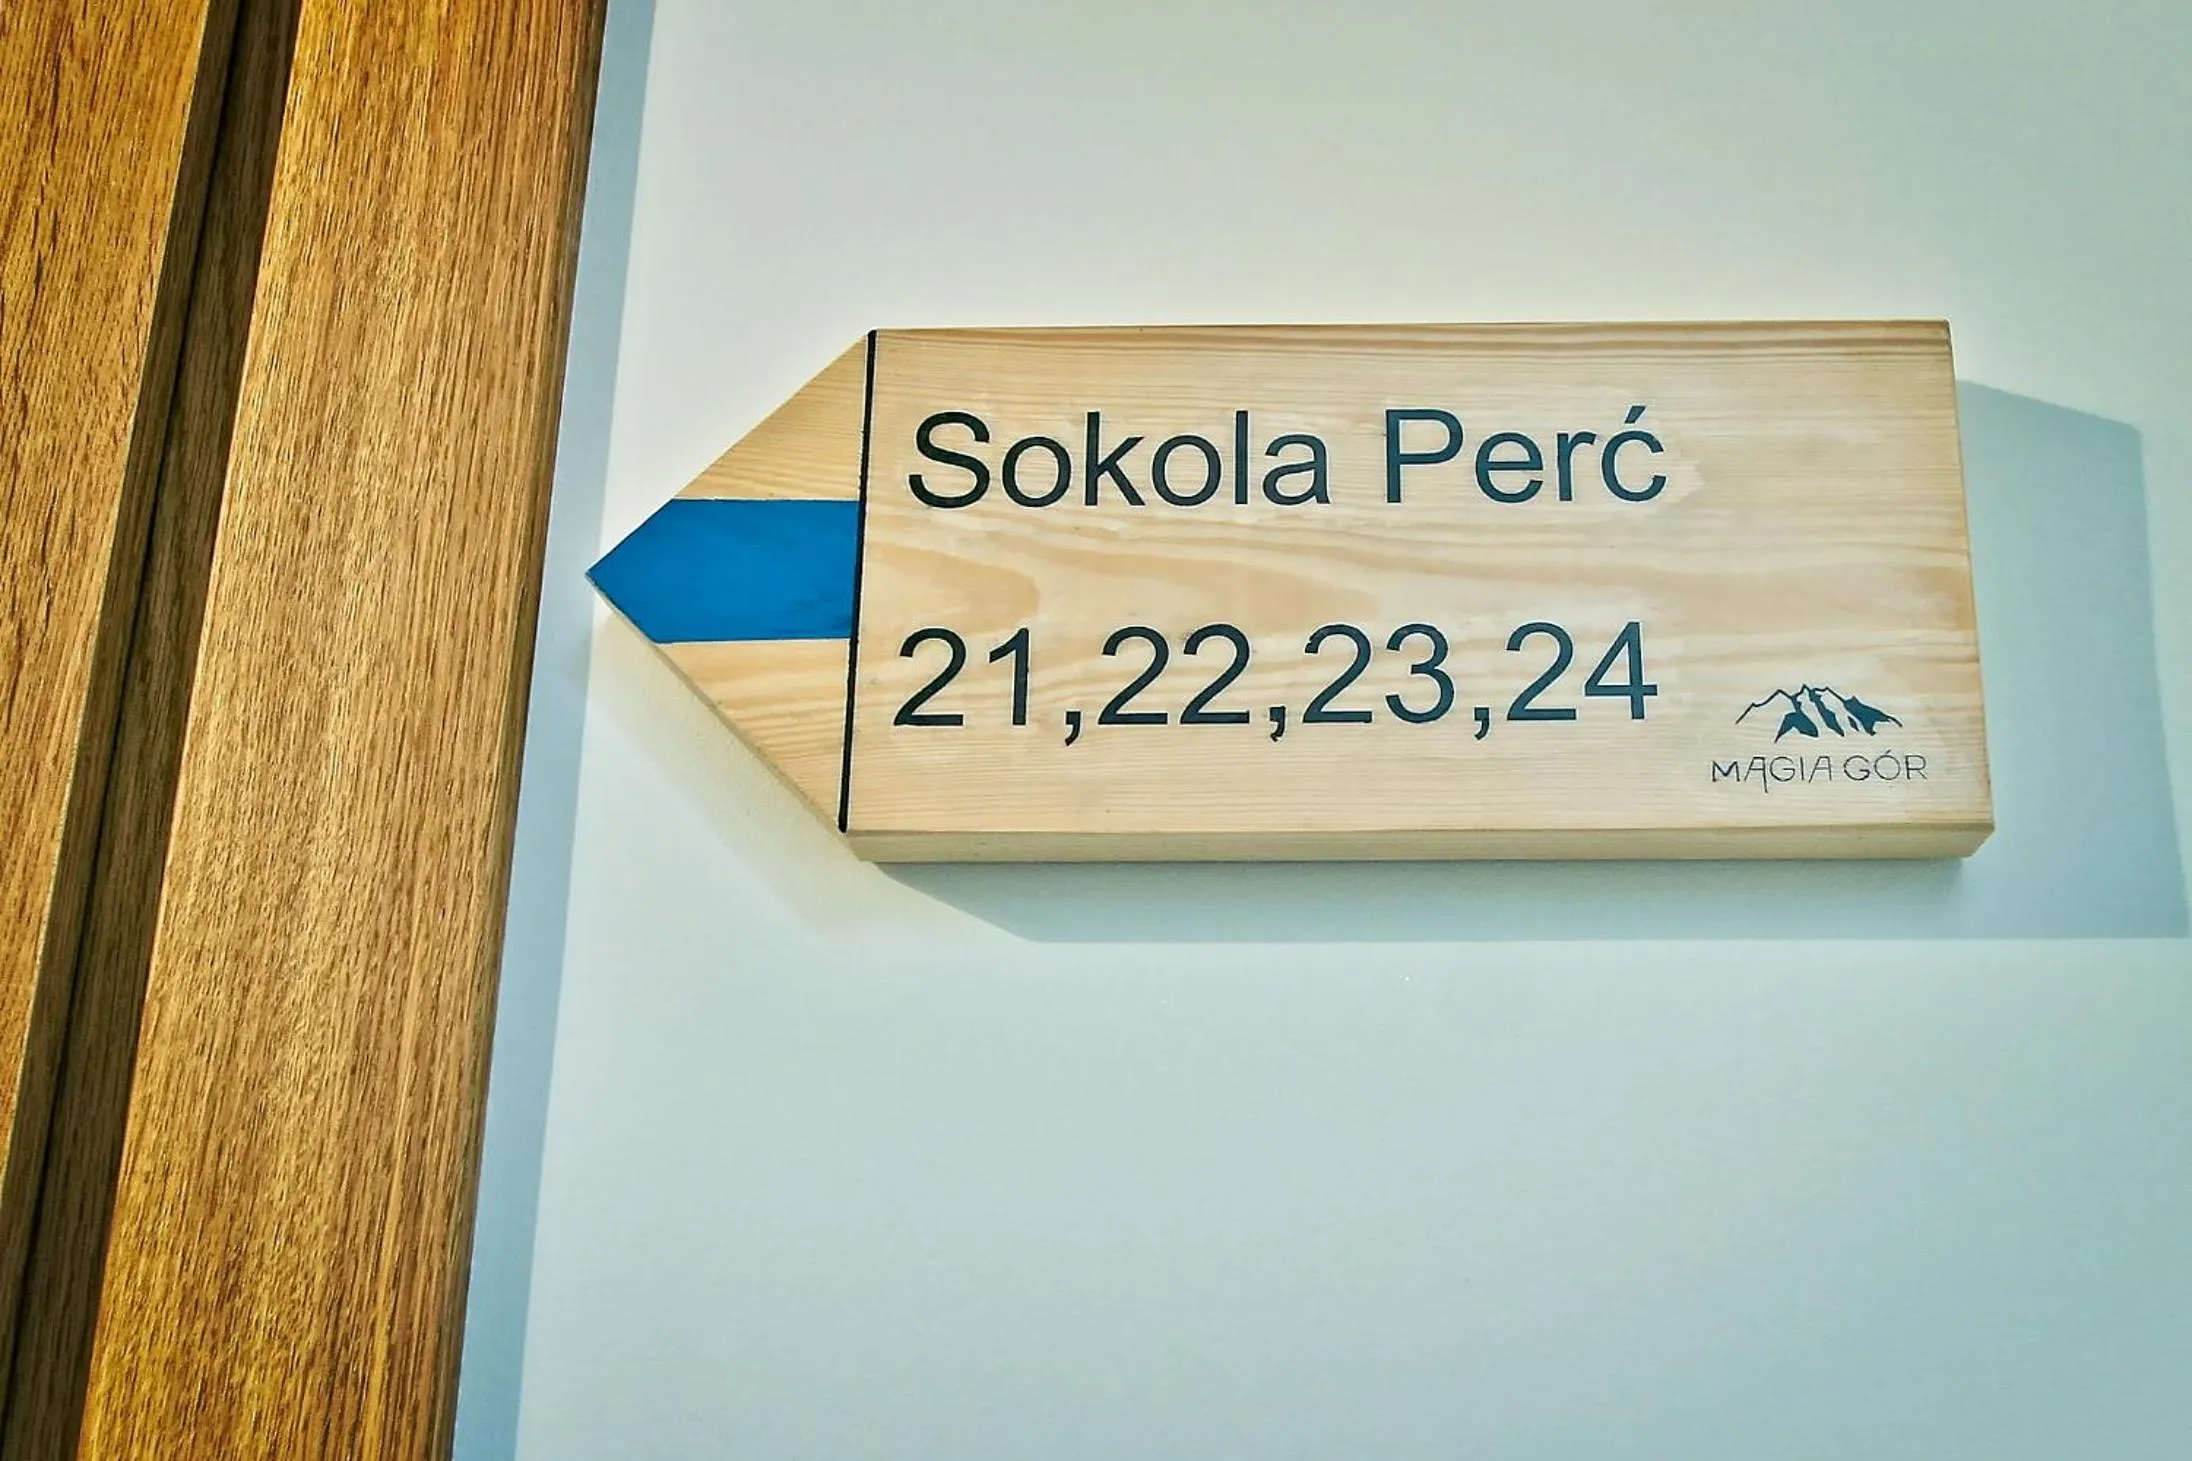 Sokola Perć
21,22,23,24
MAGIA GÓR